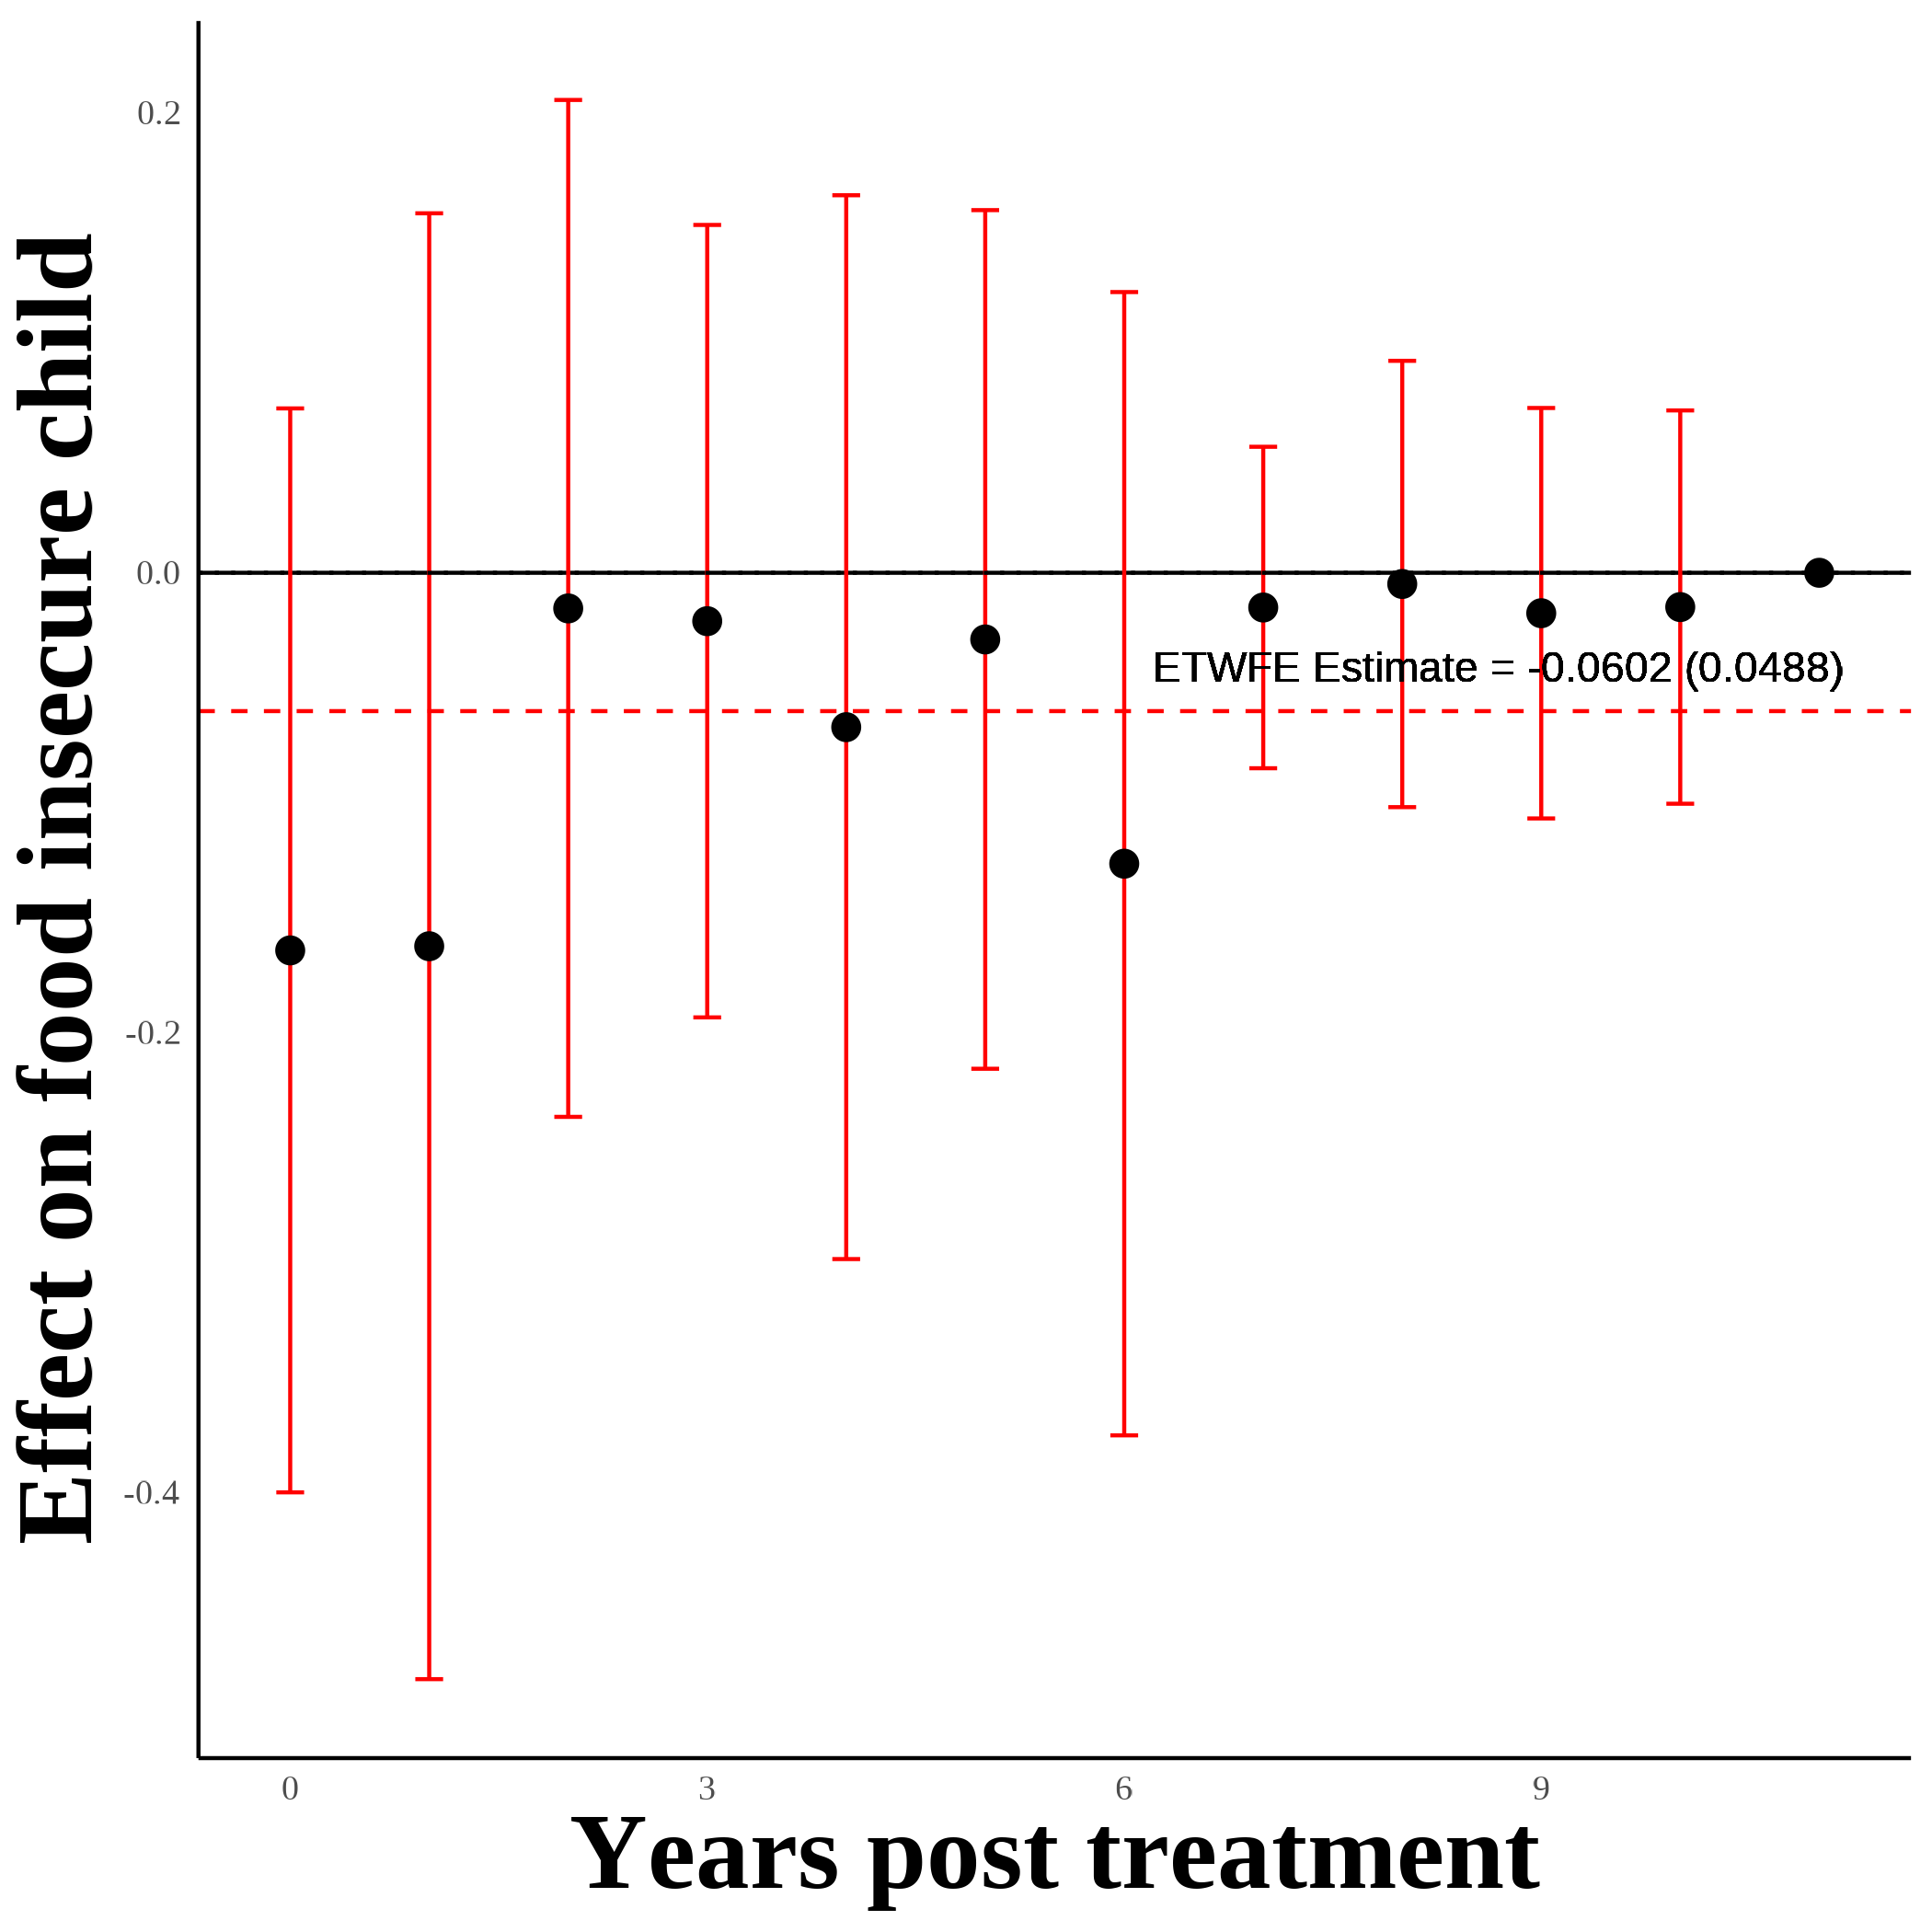 Effect on food insecure child
0.2
0.0
-0.2
-0.4
ETWFE Estimate = -0.0602 (0.0488)
0 3 6 9
Years post treatment